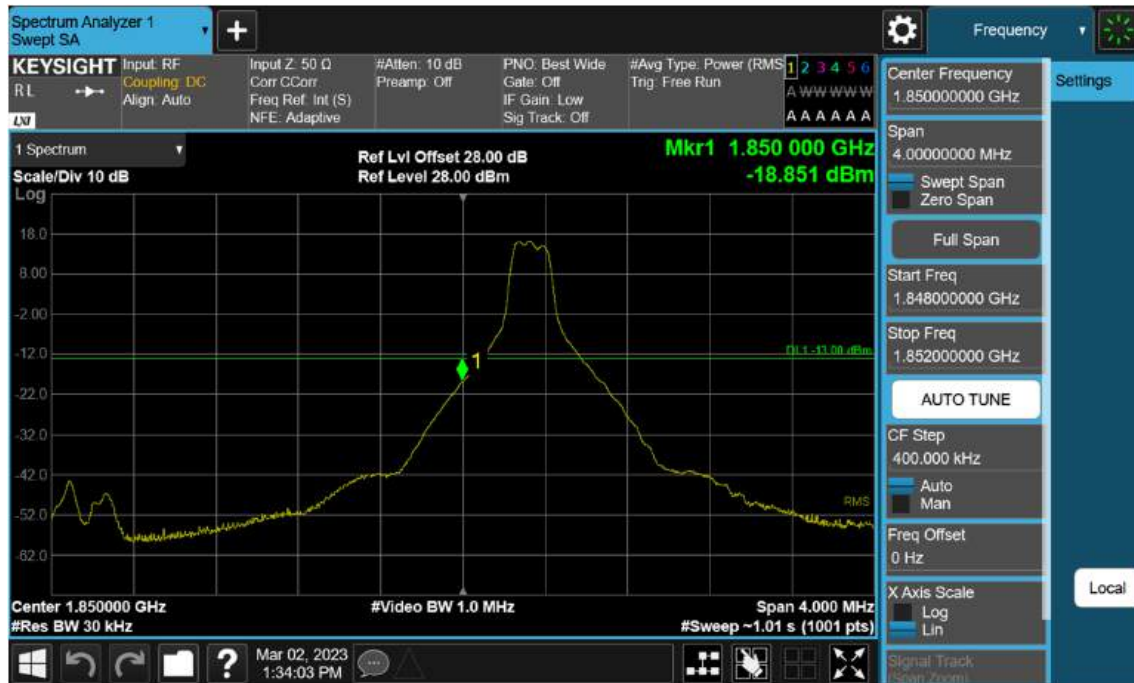 Spectrum Analyzer 1
Swept SA
+
Frequency
KEYSIGHT
RL
LXI
Input: RF
Coupling: DC
Align: Auto
Input Z: 50 Ω
Corr CCorr
Freq Ref: Int (S)
NFE: Adaptive
#Atten: 10 dB
Preamp: Off
PNO: Best Wide
Gate: Off
IF Gain: Low
Sig Track: Off
#Avg Type: Power (RMS
Trig: Free Run
1 2 3 4 5 6
A W W W W W
A A A A A A
1 Spectrum
Scale/Div 10 dB
Log
Ref Lvl Offset 28.00 dB
Ref Level 28.00 dBm
Mkr1 1.850 000 GHz
-18.851 dBm
18.0
8.00
-2.00
-12.0
-22.0
-32.0
-42.0
-52.0
-62.0
1
DL1 -13.00 dBm
RMS
Center 1.850000 GHz
#Video BW 1.0 MHz
Span 4.000 MHz
#Res BW 30 kHz
#Sweep ~1.01 s (1001 pts)
Center Frequency
1.850000000 GHz
Settings
Span
4.00000000 MHz
Swept Span
Zero Span
Full Span
Start Freq
1.848000000 GHz
Stop Freq
1.852000000 GHz
AUTO TUNE
CF Step
400.000 kHz
Auto
Man
Freq Offset
0 Hz
X Axis Scale
Log
Lin
Local
Signal Track
(Span Zoom)
?
Mar 02, 2023
1:34:03 PM